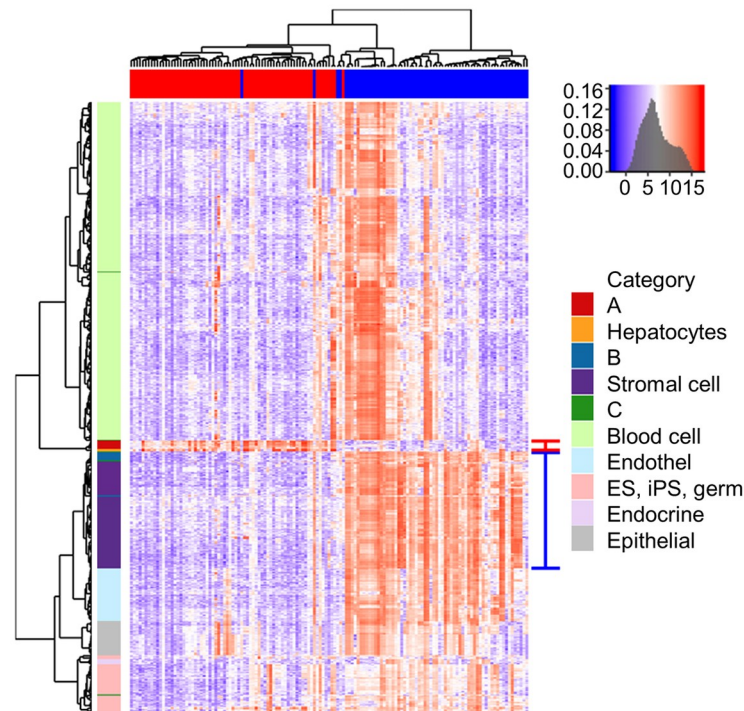 0.16
0.12
0.08
0.04
0.00
0 5 1015
Category
A
Hepatocytes
B
Stromal cell
C
Blood cell
Endothel
ES, iPS, germ
Endocrine
Epithelial